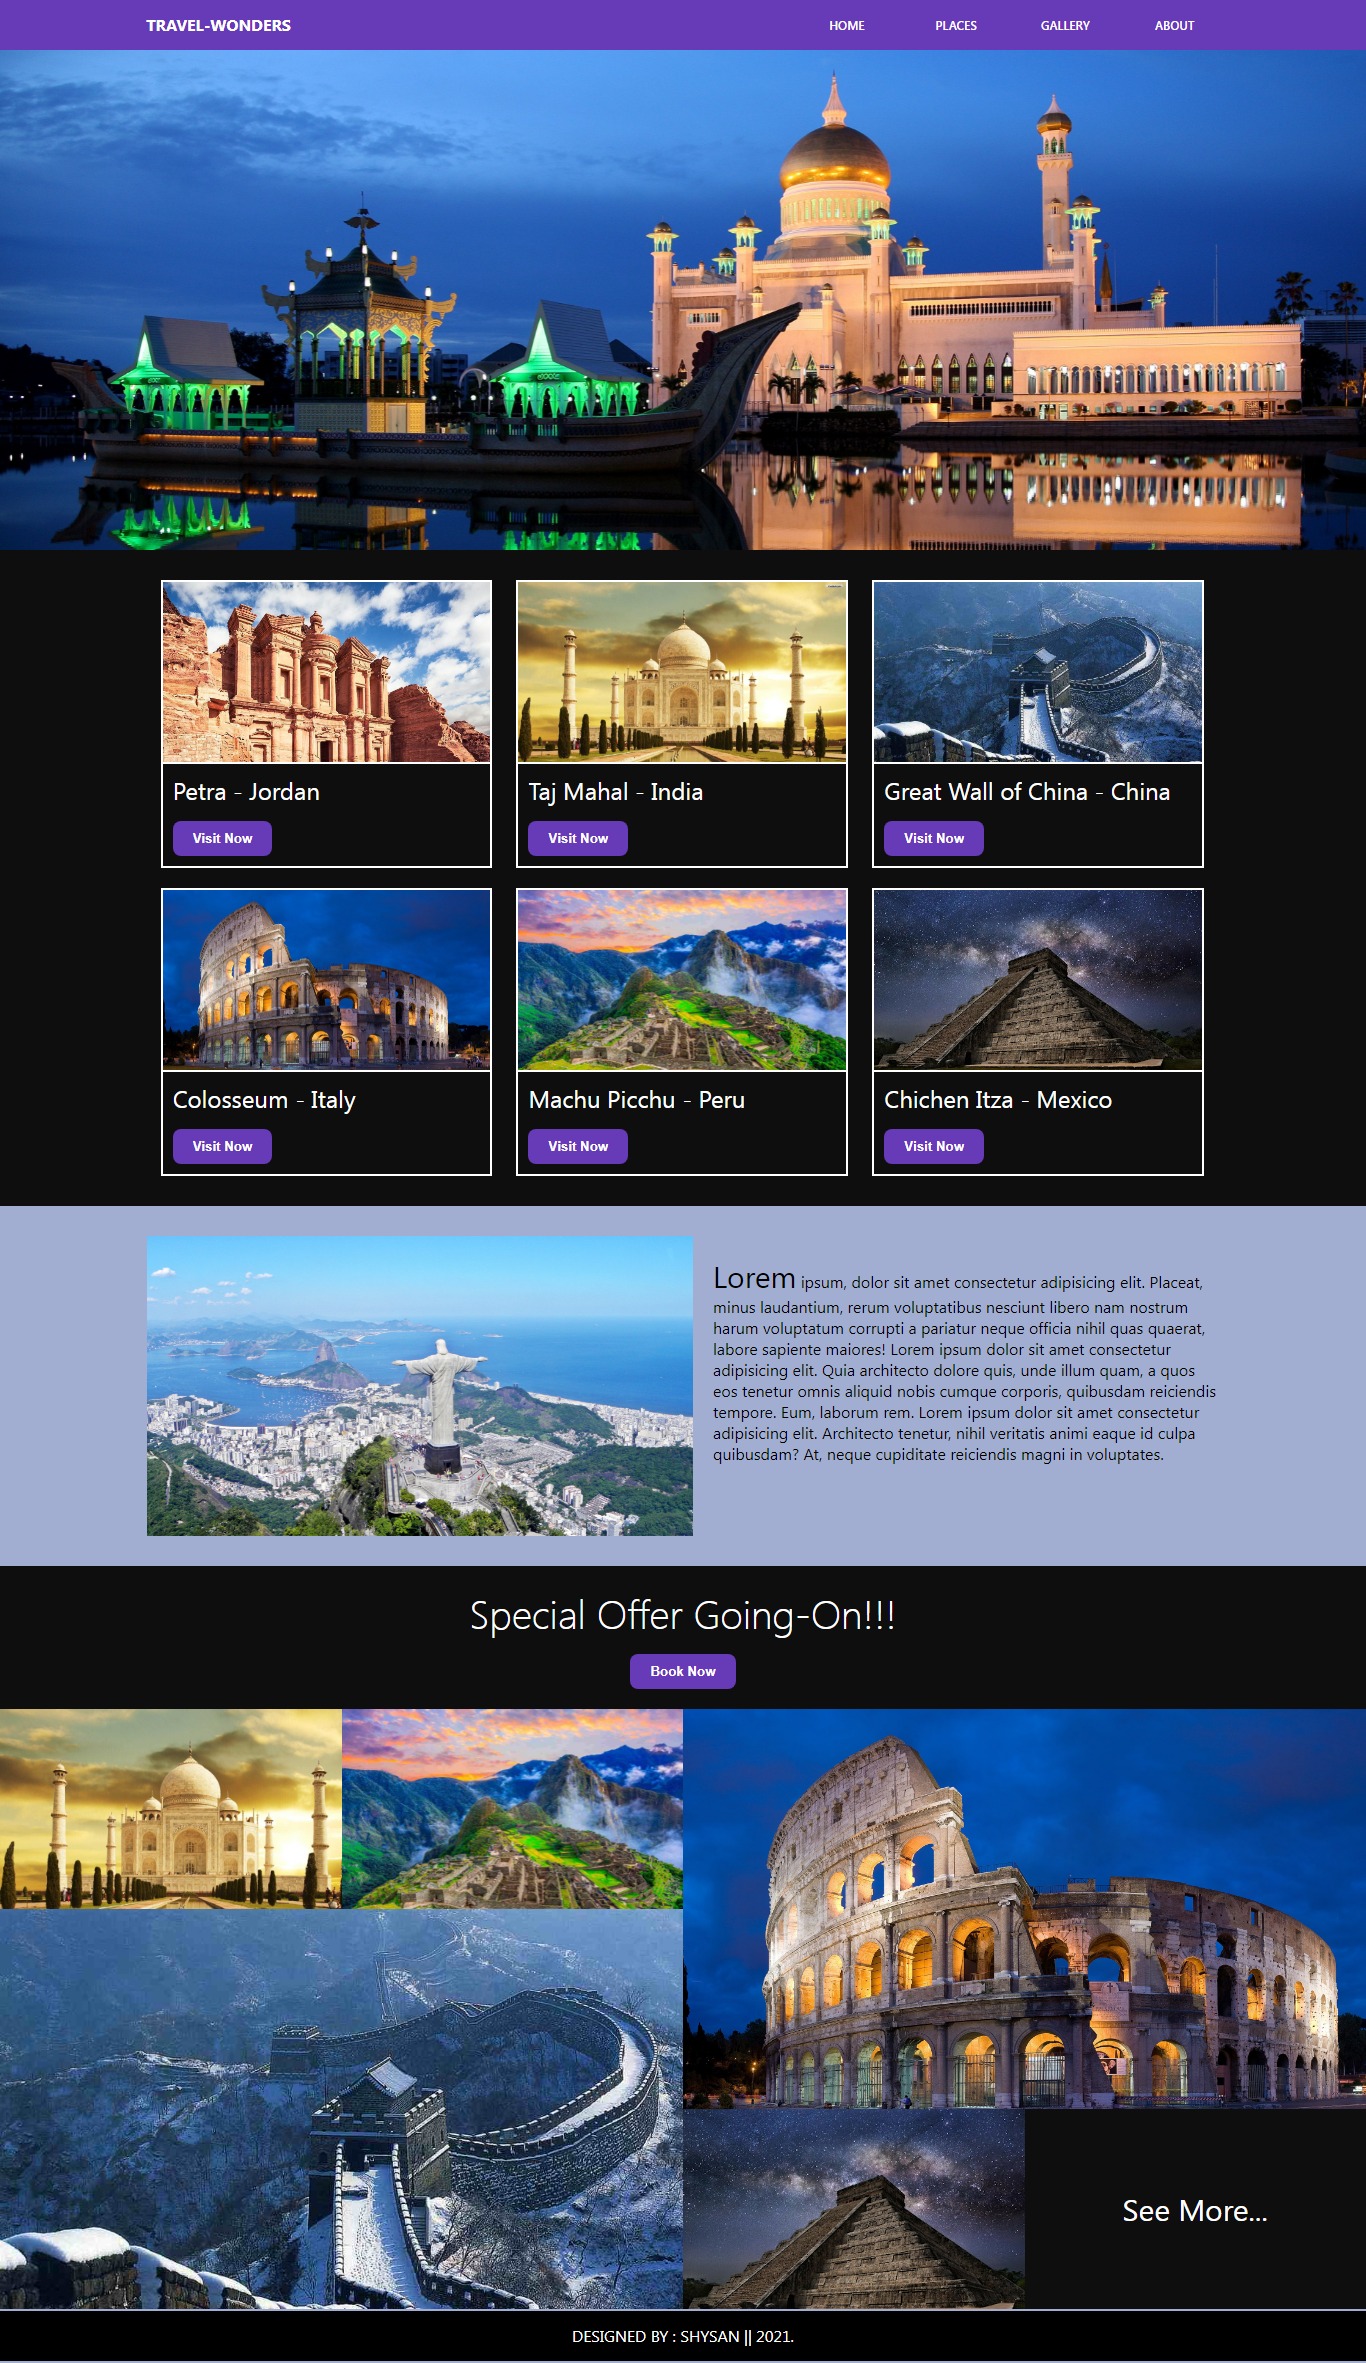 TRAVEL-WONDERS
HOME PLACES GALLERY ABOUT
Petra - Jordan
Visit Now
Taj Mahal - India
Visit Now
Great Wall of China - China
Visit Now
Colosseum - Italy
Visit Now
Machu Picchu - Peru
Visit Now
Chichen Itza - Mexico
Visit Now
Lorem ipsum, dolor sit amet consectetur adipisicing elit. Placeat,
minus laudantium, rerum voluptatibus nesciunt libero nam nostrum
harum voluptatum corrupti a pariatur neque officia nihil quas quaerat,
labore sapiente maiores! Lorem ipsum dolor sit amet consectetur
adipisicing elit. Quia architecto dolore quis, unde illum quam, a quos
eos tenetur omnis aliquid nobis cumque corporis, quibusdam reiciendis
tempore. Eum, laborum rem. Lorem ipsum dolor sit amet consectetur
adipisicing elit. Architecto tenetur, nihil veritatis animi eaque id culpa
quibusdam? At, neque cupiditate reiciendis magni in voluptates.
Special Offer Going-On!!!
Book Now
See More...
DESIGNED BY : SHYSAN || 2021.